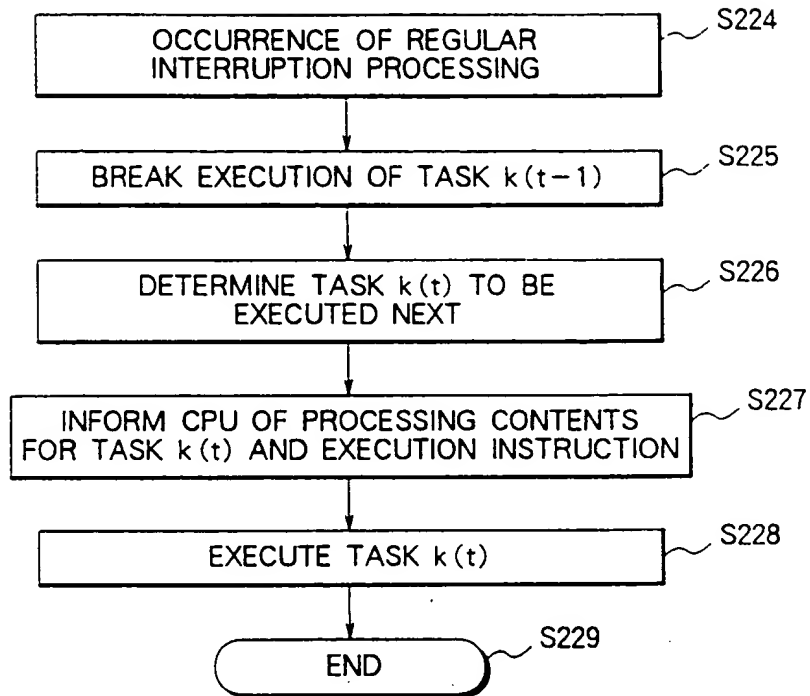 S224
OCCURRENCE OF REGULAR
INTERRUPTION PROCESSING
S225
BREAK EXECUTION OF TASK k(t-1)
S226
DETERMINE TASK k(t) TO BE
EXECUTED NEXT
S227
INFORM CPU OF PROCESSING CONTENTS
FOR TASK k(t) AND EXECUTION INSTRUCTION
S228
EXECUTE TASK k(t)
S229
END